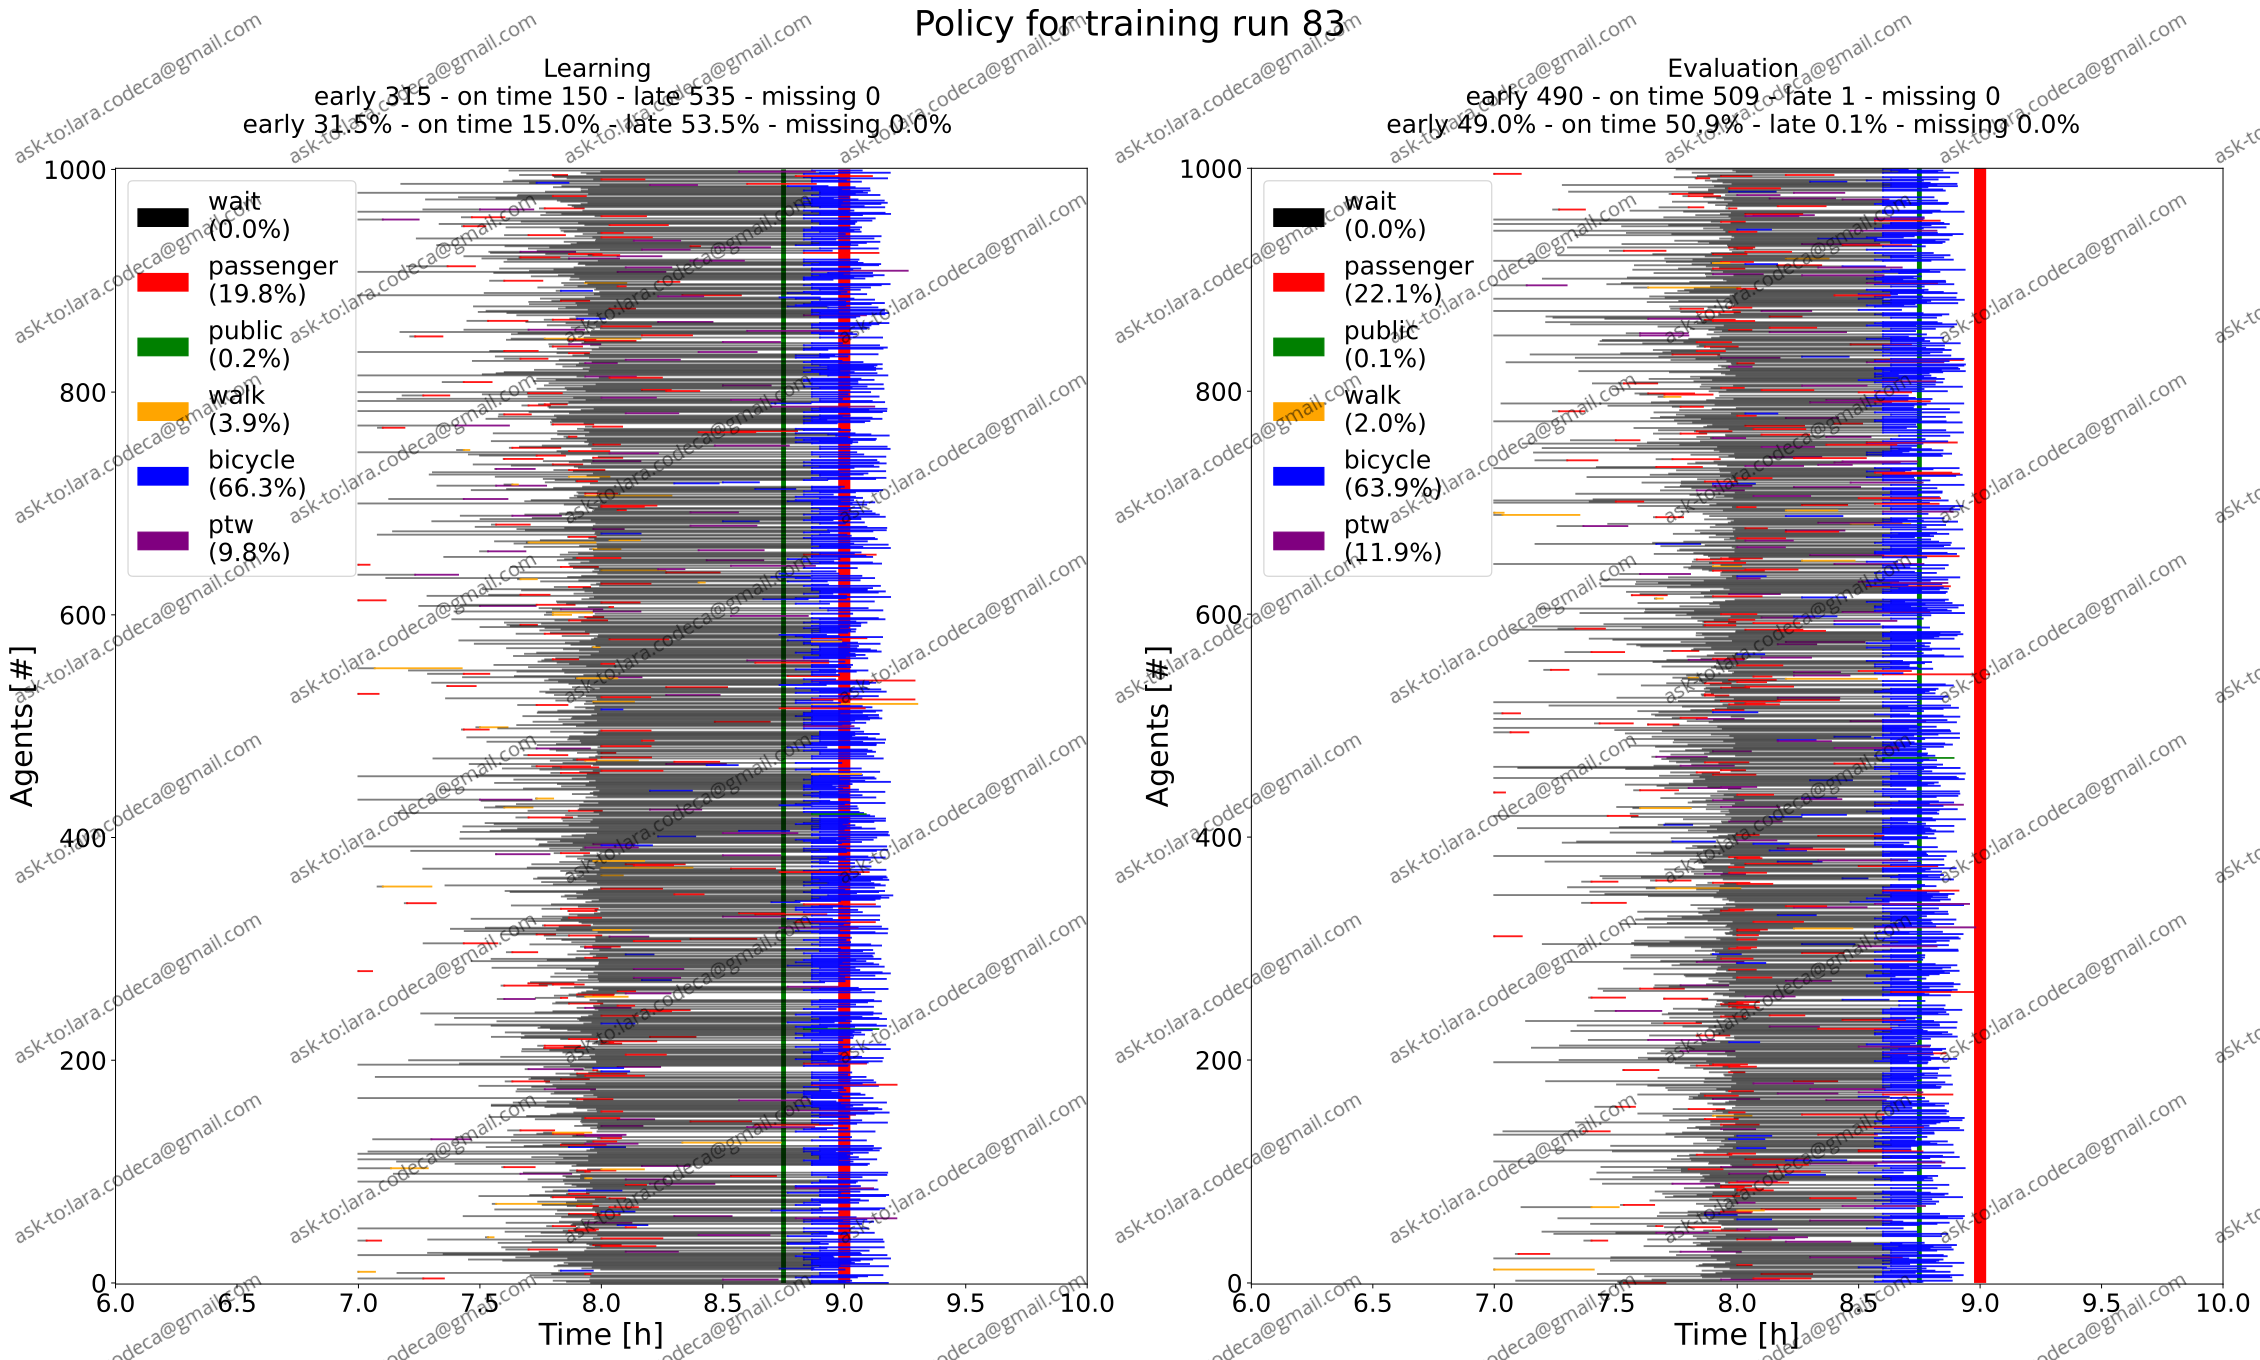 Policy for training run 83
Learning
early 315 - on time 150 - late 535 - missing 0
early 31.5% - on time 15.0% - late 53.5% - missing 0.0%
1000
800
600
400
200
0
wait
(0.0%)
passenger
(19.8%)
public
(0.2%)
walk
(3.9%)
bicycle
(66.3%)
ptw
(9.8%)
Agents [#]
6.0 6.5 7.0 7.5 8.0 8.5 9.0 9.5 10.0
Time [h]
Evaluation
early 490 - on time 509 - late 1 - missing 0
early 49.0% - on time 50.9% - late 0.1% - missing 0.0%
1000
800
600
400
200
0
wait
(0.0%)
passenger
(22.1%)
public
(0.1%)
walk
(2.0%)
bicycle
(63.9%)
ptw
(11.9%)
Agents [#]
6.0 6.5 7.0 7.5 8.0 8.5 9.0 9.5 10.0
Time [h]
ask-to:lara.codeca@gmail.com